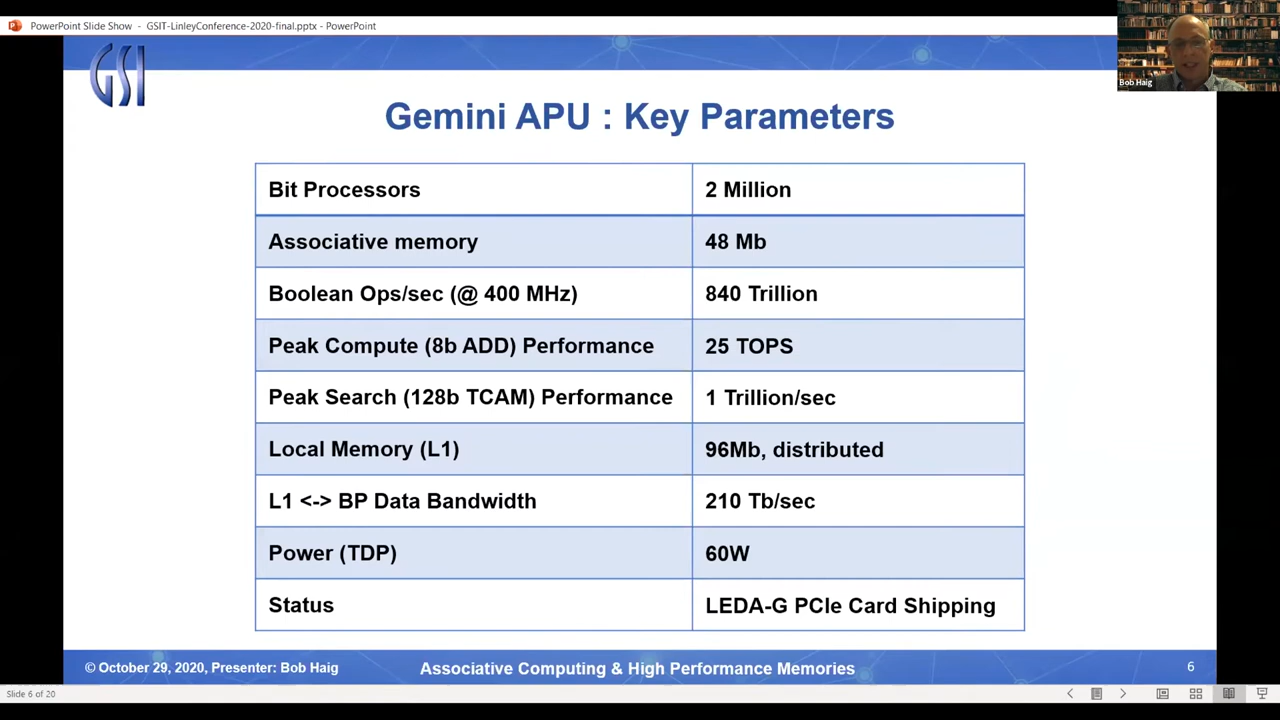 PowerPoint Slide Show - GSIT-LinleyConference-2020-final.pptx - PowerPoint
Bob Haig
GSI
Gemini APU : Key Parameters
Bit Processors 2 Million
Associative memory 48 Mb
Boolean Ops/sec (@ 400 MHz) 840 Trillion
Peak Compute (8b ADD) Performance 25 TOPS
Peak Search (128b TCAM) Performance 1 Trillion/sec
Local Memory (L1) 96Mb, distributed
L1 <-> BP Data Bandwidth 210 Tb/sec
Power (TDP) 60W
Status LEDA-G PCIe Card Shipping
© October 29, 2020, Presenter: Bob Haig Associative Computing & High Performance Memories 6
Slide 6 of 20